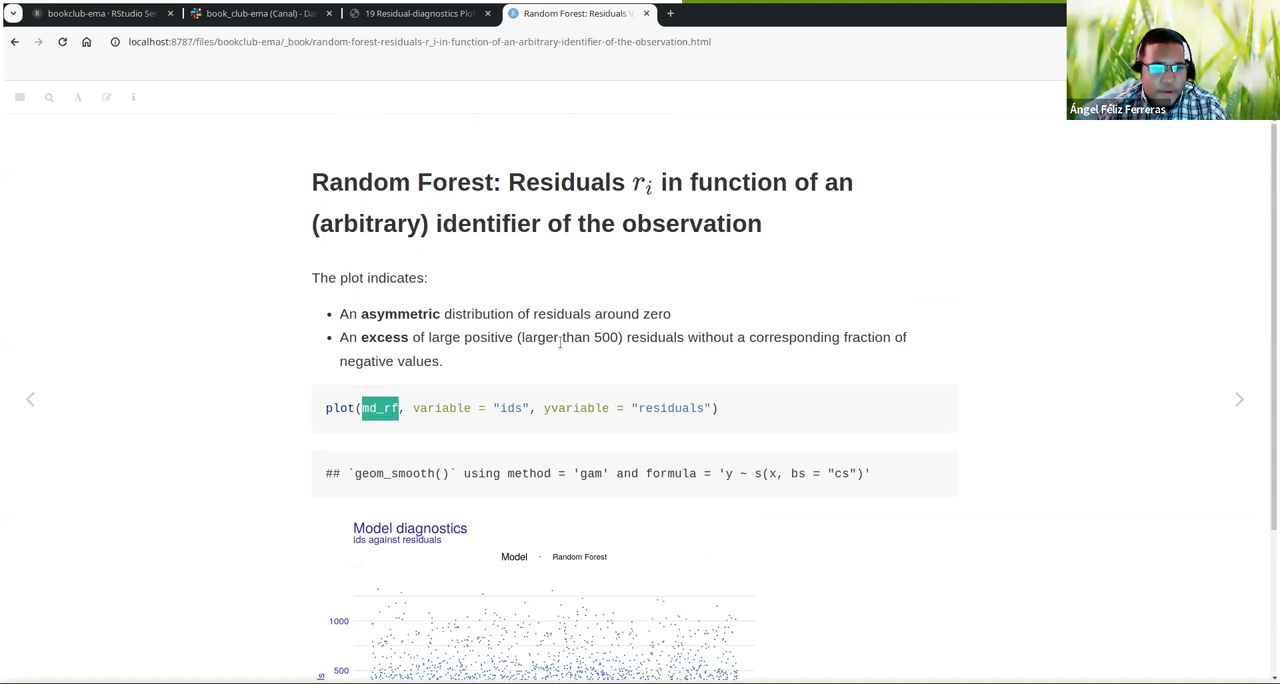 bookclub-ema : RStudio Ser
book_club-ema (Canal) - Da
19 Residual-diagnostics Plo
Random Forest: Residuals \(
localhost:8787/files/bookclub-ema/_book/random-forest-residuals-r_i-in-function-of-an-arbitrary-identifier-of-the-observation.html
Ángel Féliz Ferreras
Random Forest: Residuals r_i in function of an
(arbitrary) identifier of the observation
The plot indicates:
• An asymmetric distribution of residuals around zero
• An excess of large positive (larger than 500) residuals without a corresponding fraction of
negative values.
plot(md_rf, variable = "ids", yvariable = "residuals")
## `geom_smooth()` using method = 'gam' and formula = 'y ~ s(x, bs = "cs")'
Model diagnostics
Ids against residuals
Model - Random Forest
1000
500